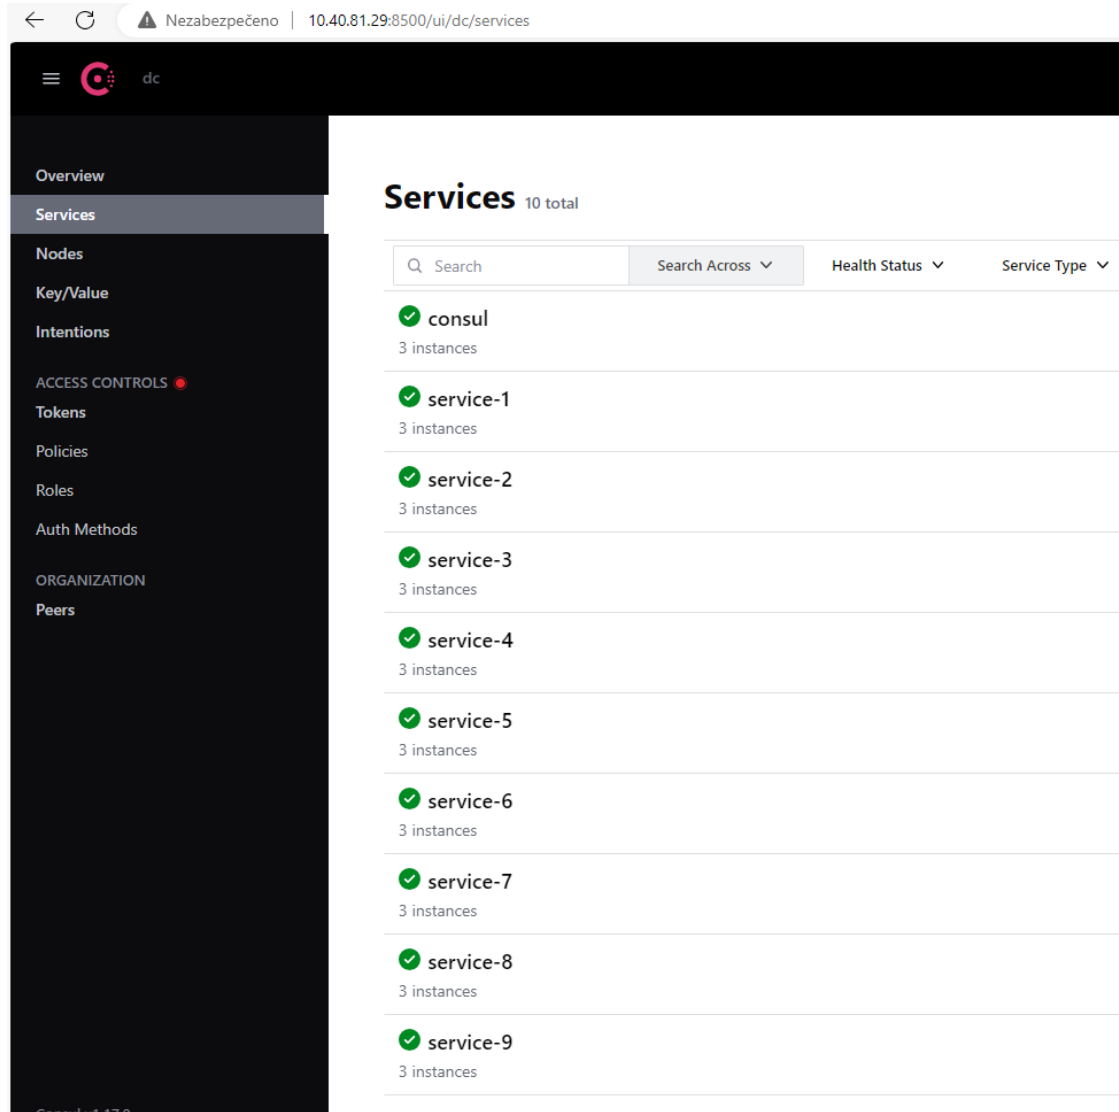 Nezabezpečeno | 10.40.81.29:8500/ui/dc/services
dc
Overview
Services
Nodes
Key/Value
Intentions
ACCESS CONTROLS
Tokens
Policies
Roles
Auth Methods
ORGANIZATION
Peers
Services 10 total
Search Search Across Health Status Service Type
consul
3 instances
service-1
3 instances
service-2
3 instances
service-3
3 instances
service-4
3 instances
service-5
3 instances
service-6
3 instances
service-7
3 instances
service-8
3 instances
service-9
3 instances